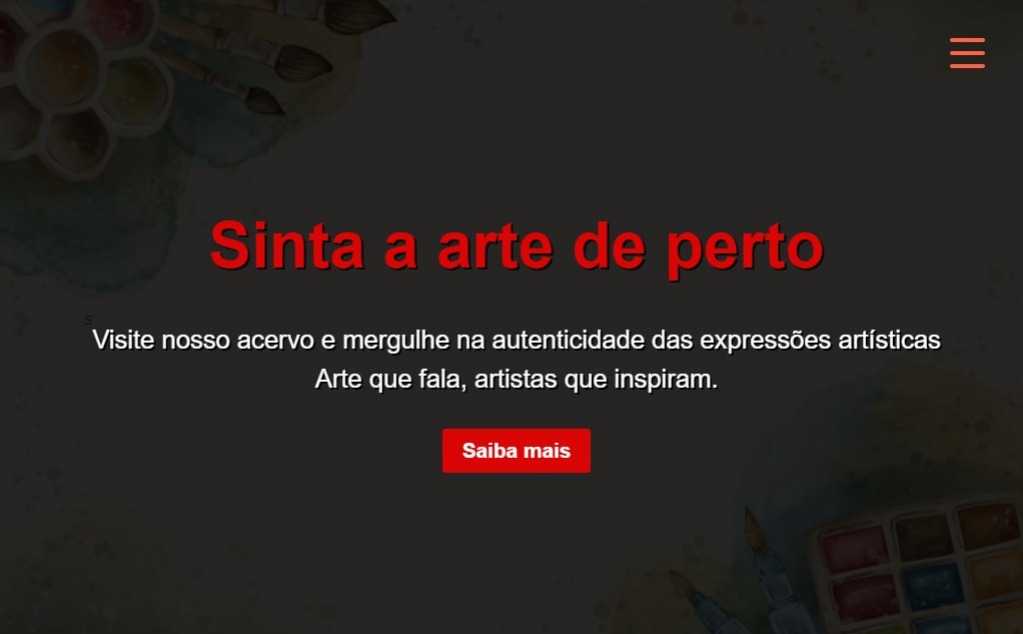 Sinta a arte de perto
s
Visite nosso acervo e mergulhe na autenticidade das expressões artísticas
Arte que fala, artistas que inspiram.
Saiba mais